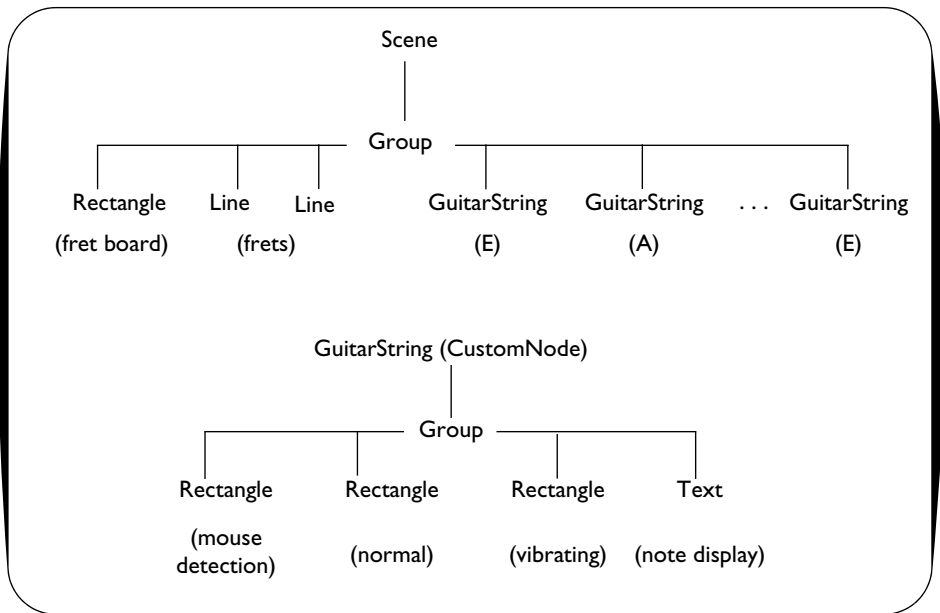 Scene
Group
Rectangle Line Line GuitarString GuitarString . . . GuitarString
(fret board) (frets) (E) (A) (E)
GuitarString (CustomNode)
Group
Rectangle Rectangle Rectangle Text
(mouse
detection) (normal) (vibrating) (note display)